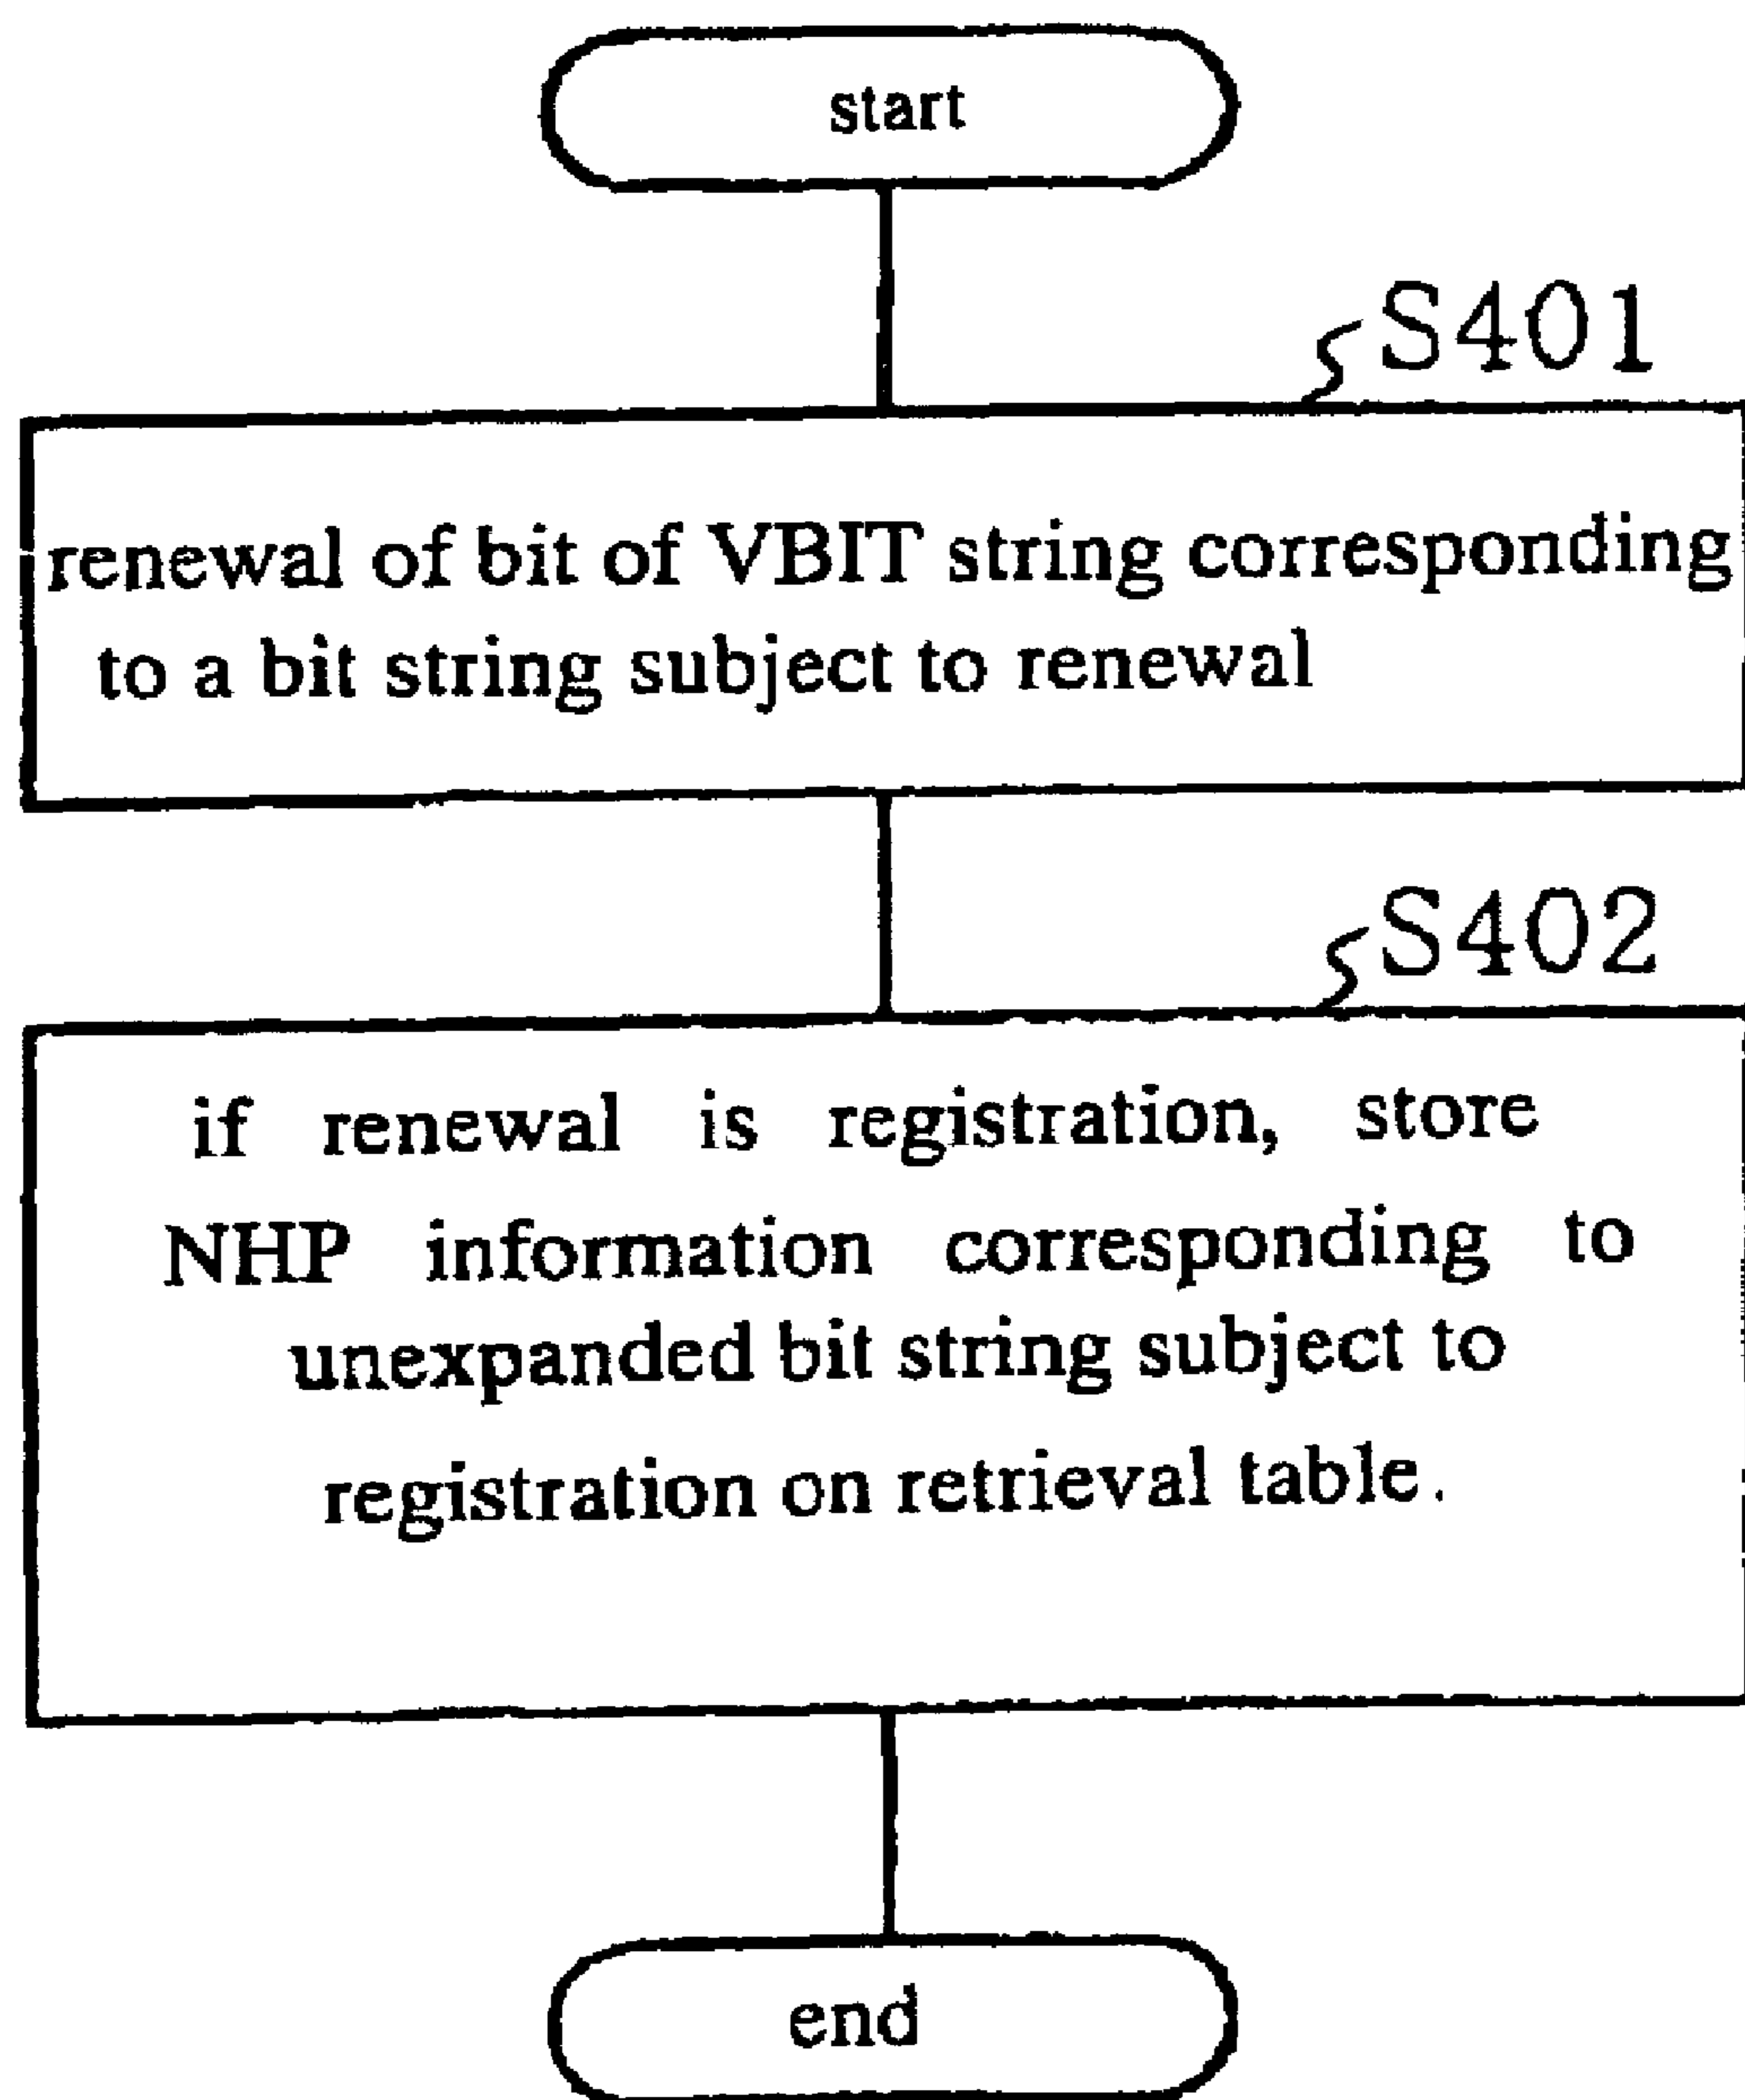 start
S401
renewal of bit of VBIT string corresponding
to a bit string subject to renewal
S402
if renewal is registration, store
NHP information corresponding to
unexpanded bit string subject to
registration on retrieval table.
end